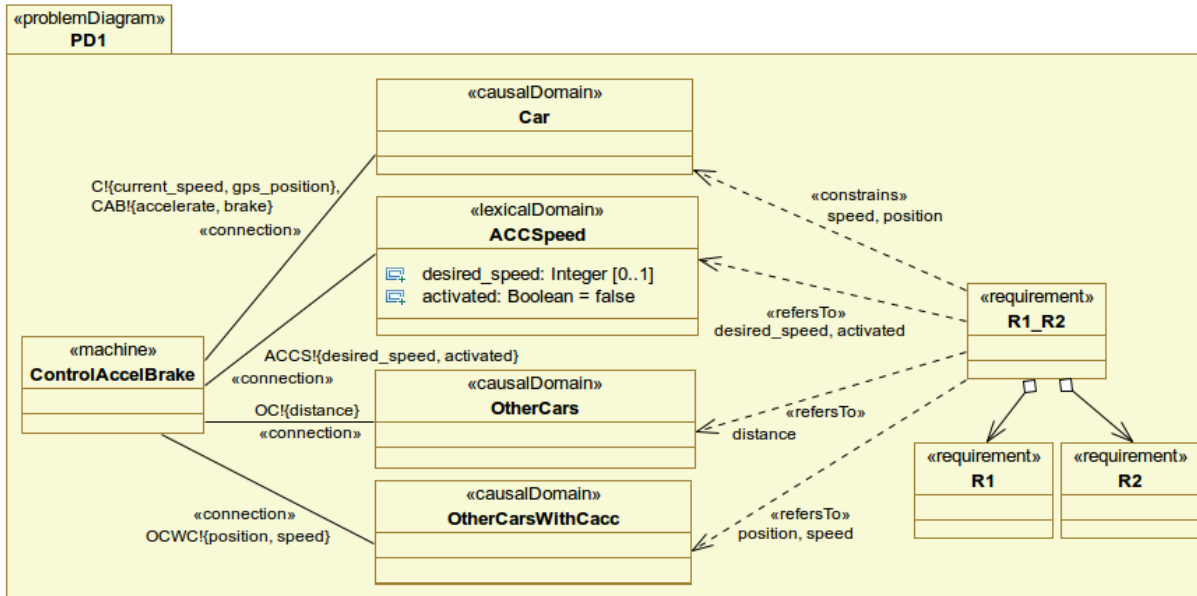 «problemDiagram»
PD1
«causalDomain»
Car
C!{current_speed, gps_position},
CAB!{accelerate, brake}
«connection»
«constrains»
speed, position
«lexicalDomain»
ACCSpeed
desired_speed: Integer [0..1]
activated: Boolean = false
«refersTo»
desired_speed, activated
«requirement»
R1_R2
«machine»
ControlAccelBrake
ACCS!{desired_speed, activated}
«connection»
«causalDomain»
OtherCars
OC!{distance}
«connection»
«refersTo»
distance
«requirement»
R1
«requirement»
R2
«causalDomain»
OtherCarsWithCacc
«connection»
OCWC!{position, speed}
«refersTo»
position, speed